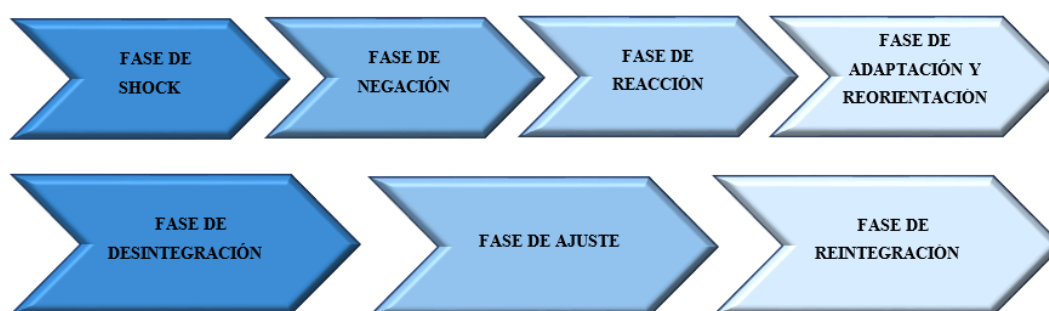 FASE DE
SHOCK
FASE DE
NEGACIÓN
FASE DE
REACCIÓN
FASE DE
ADAPTACIÓN Y
REORIENTACIÓN
FASE DE
DESINTEGRACIÓN
FASE DE AJUSTE
FASE DE
REINTEGRACIÓN